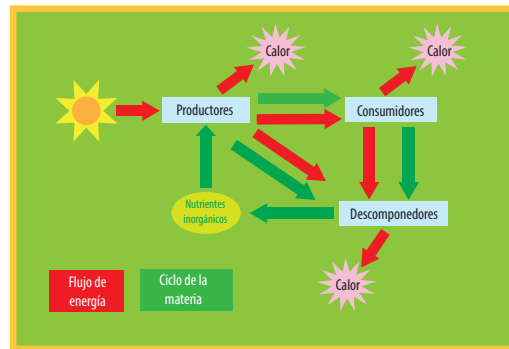 Calor
Calor
Productores
Consumidores
Nutrientes
inorgánicos
Descomponedores
Calor
Flujo de
energía
Ciclo de la
materia